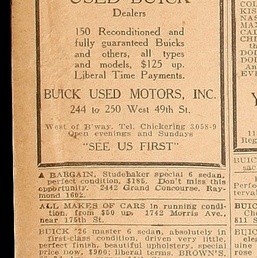 USED BUICK
Dealers
150 Reconditioned and
fully guaranteed Buicks
and others, all types
and models, $125 up.
Liberal Time Payments.
BUICK USED MOTORS, INC.
244 to 250 West 49th St.
West of B'way. Tel. Chickering 3058-9
Open evenings and Sundays
"SEE US FIRST"
A BARGAIN. Studebaker special 6 sedan,
perfect condition, $185. Don't miss this
opportunity. 2442 Grand Concourse. Ray-
mond 1602.
ALL MAKES OF CARS in running condi-
tion, from $50 up. 1742 Morris Ave.,
near 175th St.
BUICK '26 master 6 sedan, absolutely in
first-class condition, driven very little,
perfect finish, beautiful upholstery, special
price now, $900; liberal terms. BROWN'S,